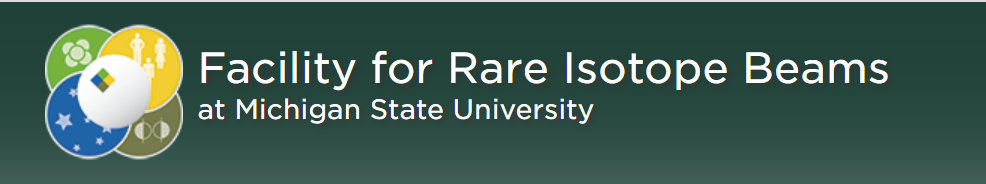 Facility for Rare Isotope Beams
at Michigan State University